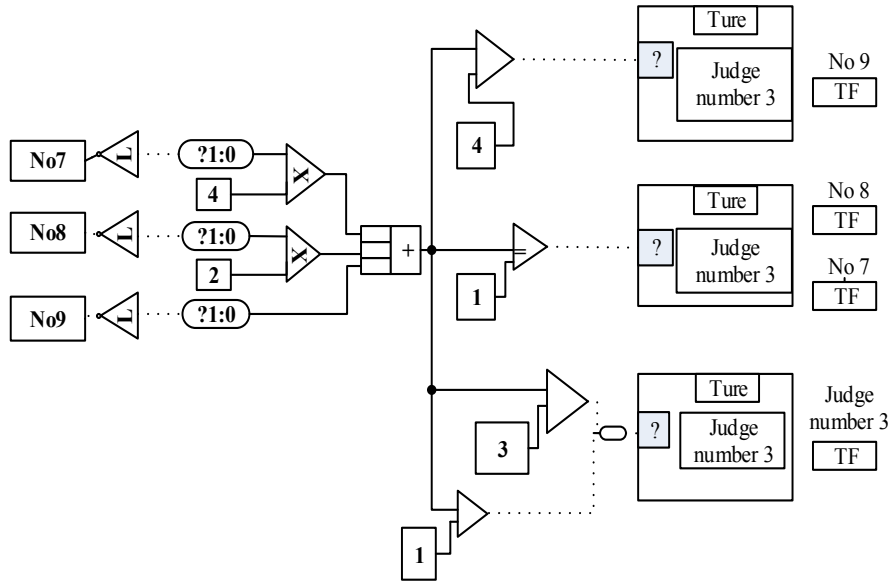 Ture
?
Judge
number 3
No 9
TF
4
No7
L
?1:0
4
X
No8
L
?1:0
2
X
No9
L
?1:0
+
=
1
Ture
?
Judge
number 3
No 8
TF
No 7
TF
3
1
Ture
?
Judge
number 3
Judge
number 3
TF